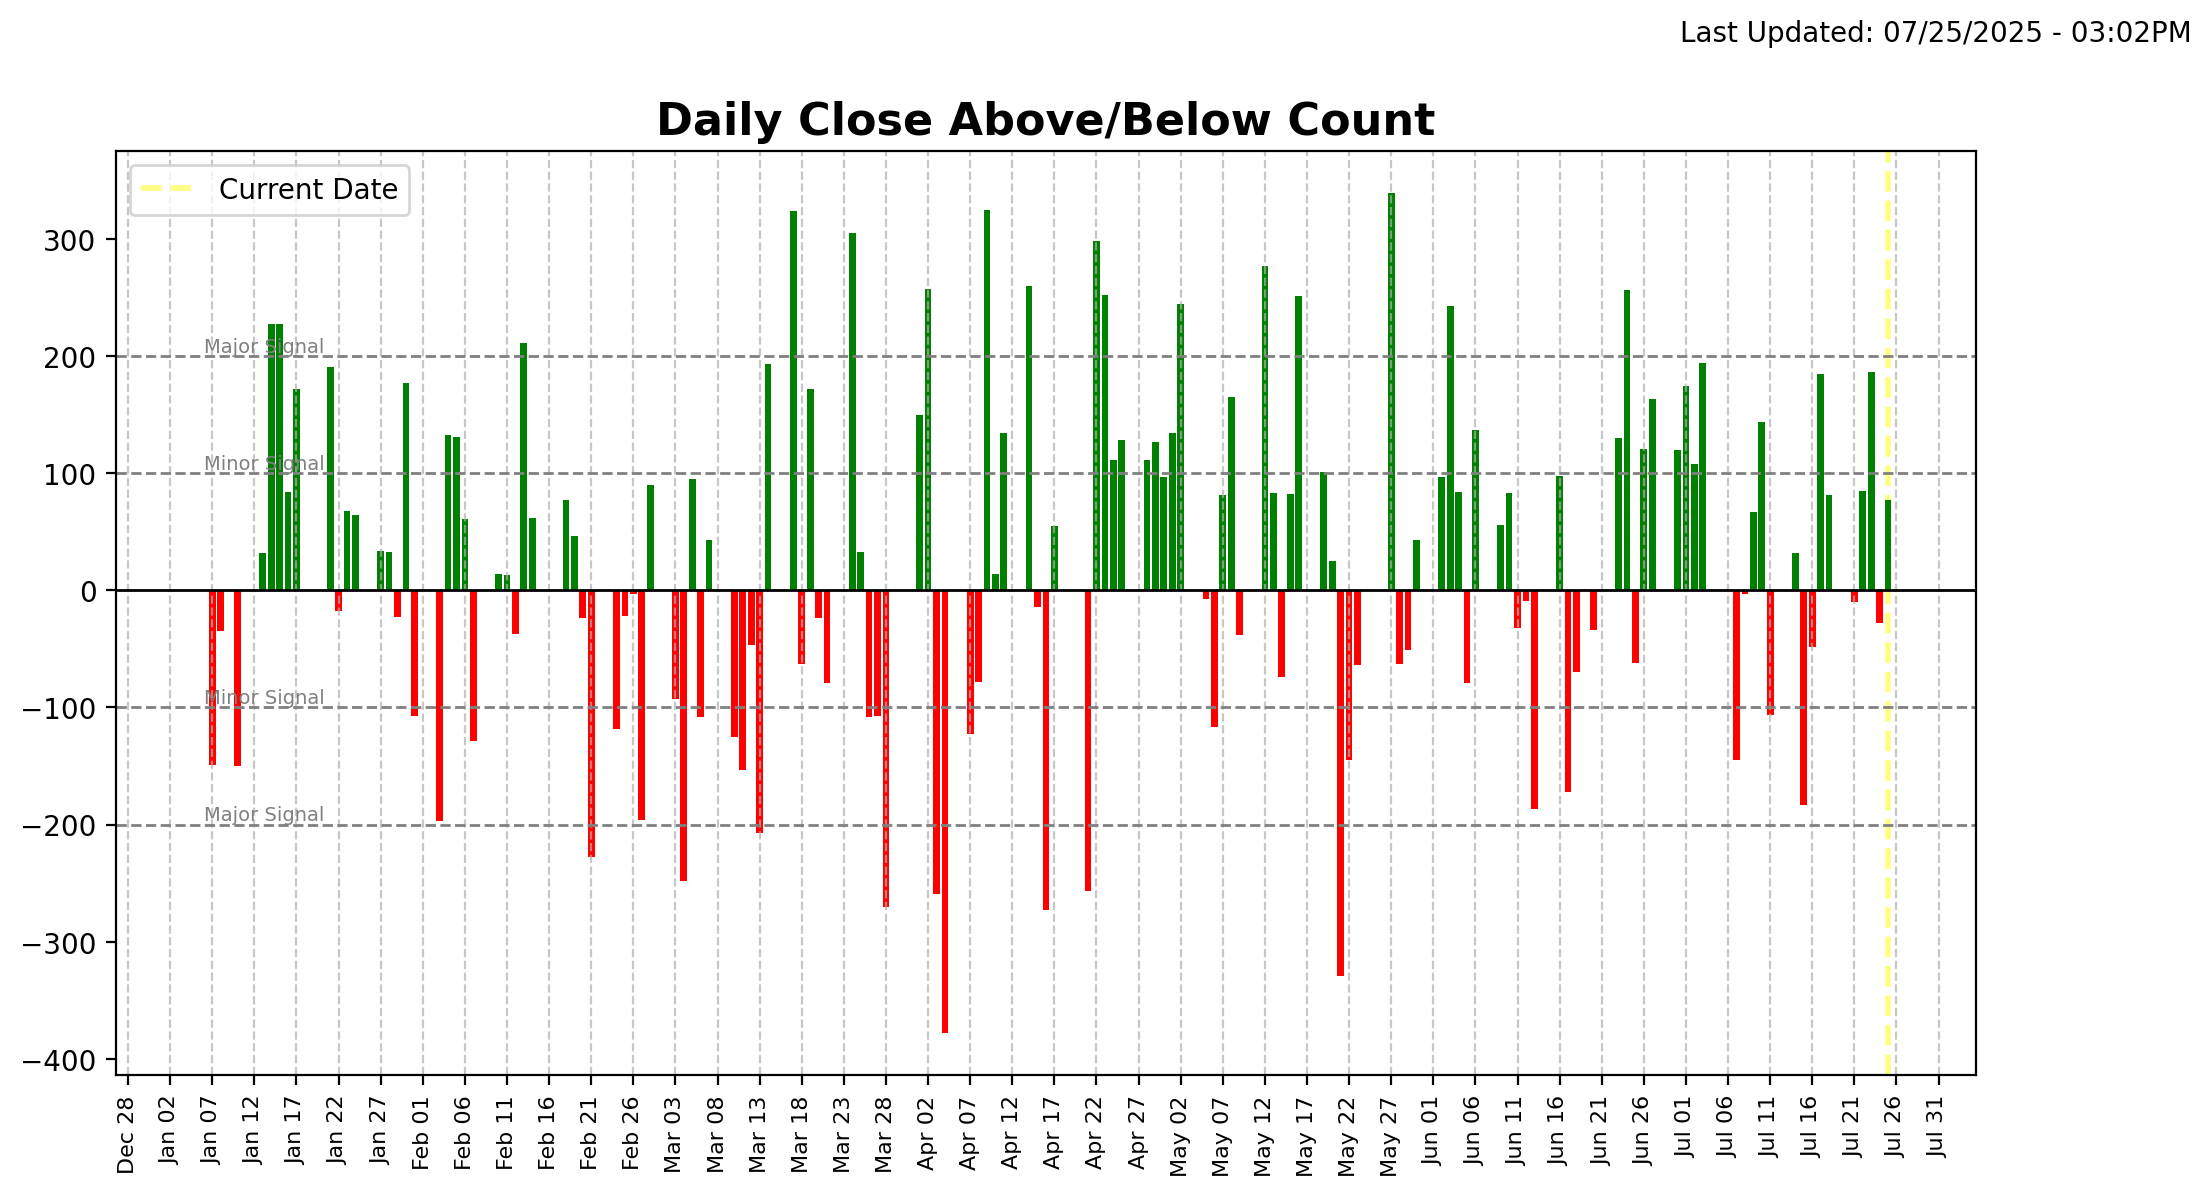 Last Updated: 07/25/2025 - 03:02PM
Daily Close Above/Below Count
Current Date
300
200
100
0
−100
−200
−300
−400
Major Signal
Minor Signal
Minor Signal
Major Signal
Dec 28
Jan 02
Jan 07
Jan 12
Jan 17
Jan 22
Jan 27
Feb 01
Feb 06
Feb 11
Feb 16
Feb 21
Feb 26
Mar 03
Mar 08
Mar 13
Mar 18
Mar 23
Mar 28
Apr 02
Apr 07
Apr 12
Apr 17
Apr 22
Apr 27
May 02
May 07
May 12
May 17
May 22
May 27
Jun 01
Jun 06
Jun 11
Jun 16
Jun 21
Jun 26
Jul 01
Jul 06
Jul 11
Jul 16
Jul 21
Jul 26
Jul 31